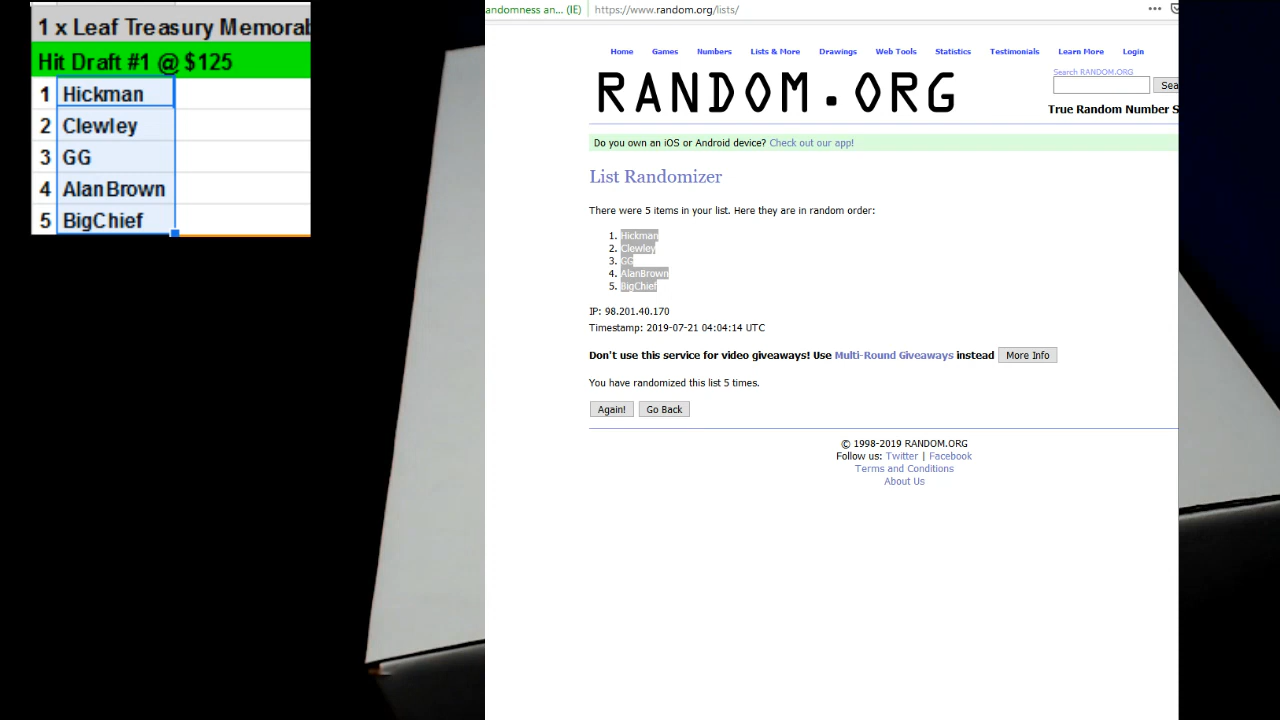 1 x Leaf Treasury Memorab
Hit Draft #1 @ $125
1 Hickman
2 Clewley
3 GG
4 AlanBrown
5 BigChief
andomness an... (IE) https://www.random.org/lists/
Home Games Numbers Lists & More Drawings Web Tools Statistics Testimonials Learn More Login
RANDOM.ORG
Search RANDOM.ORG
Sea
True Random Number S
Do you own an iOS or Android device? Check out our app!
List Randomizer
There were 5 items in your list. Here they are in random order:
1. Hickman
2. Clewley
3. GG
4. AlanBrown
5. BigChief
IP: 98.201.40.170
Timestamp: 2019-07-21 04:04:14 UTC
Don't use this service for video giveaways! Use Multi-Round Giveaways instead More Info
You have randomized this list 5 times.
Again! Go Back
© 1998-2019 RANDOM.ORG
Follow us: Twitter | Facebook
Terms and Conditions
About Us